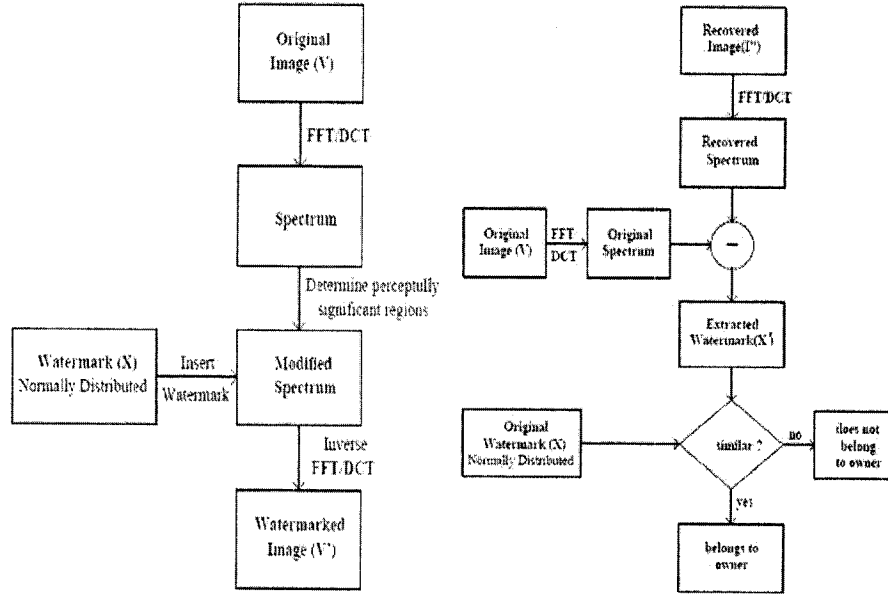 Original
Image (V)
FFT/DCT
Spectrum
Determine perceptully
significant regions
Watermark (X)
Normally Distributed
Insert
Watermark
Modified
Spectrum
Inverse
FFT/DCT
Watermarked
Image (V')
Recovered
Image(I")
FFT/DCT
Recovered
Spectrum
Original
Image (V)
FFT
DCT
Original
Spectrum
−
Extracted
Watermark(X')
Original
Watermark (X)
Normally Distributed
similar ?
no
does not
belong
to owner
yes
belongs to
owner